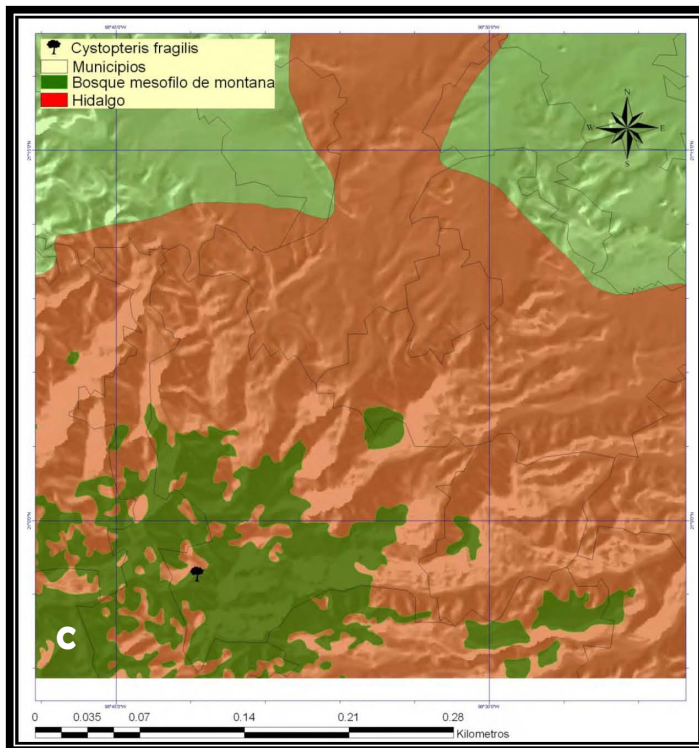 Cystopteris fragilis
Municipios
Bosque mesofilo de montana
Hidalgo
N
W E
S
C
0 0.035 0.07 0.14 0.21 0.28
Kilometros